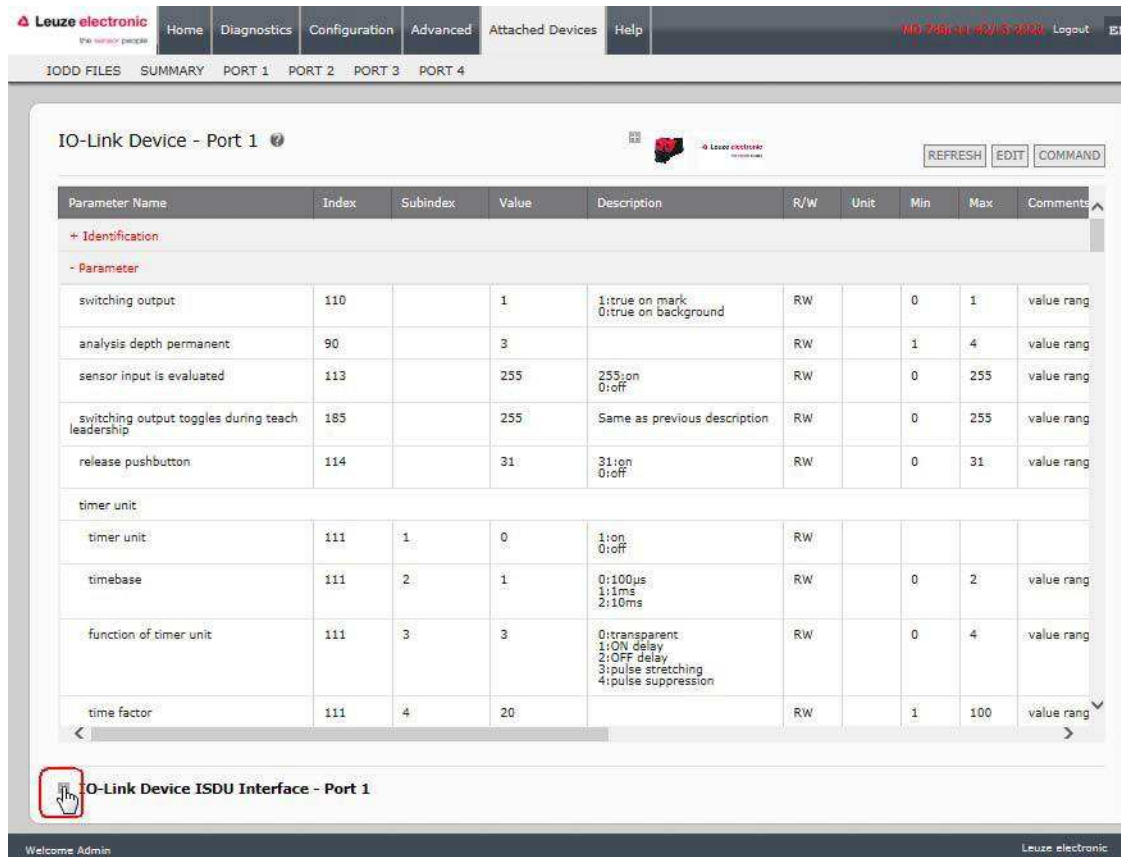 Leuze electronic
the sensor people
Home Diagnostics Configuration Advanced Attached Devices Help
Logout
IODD FILES SUMMARY PORT 1 PORT 2 PORT 3 PORT 4
IO-Link Device - Port 1
Leuze electronic
REFRESH EDIT COMMAND
Parameter Name Index Subindex Value Description R/W Unit Min Max Comments
+ Identification
- Parameter
switching output 110 1 1:true on mark RW 0 1 value rang
0:true on background
analysis depth permanent 90 3 RW 1 4 value rang
sensor input is evaluated 113 255 255:on RW 0 255 value rang
0:off
switching output toggles during teach 185 255 Same as previous description RW 0 255 value rang
leadership
release pushbutton 114 31 31:on RW 0 31 value rang
0:off
timer unit
timer unit 111 1 0 1:on RW
0:off
timebase 111 2 1 0:100µs RW 0 2 value rang
1:1ms
2:10ms
function of timer unit 111 3 3 0:transparent RW 0 4 value rang
1:ON delay
2:OFF delay
3:pulse stretching
4:pulse suppression
time factor 111 4 20 RW 1 100 value rang
IO-Link Device ISDU Interface - Port 1
Welcome Admin Leuze electronic